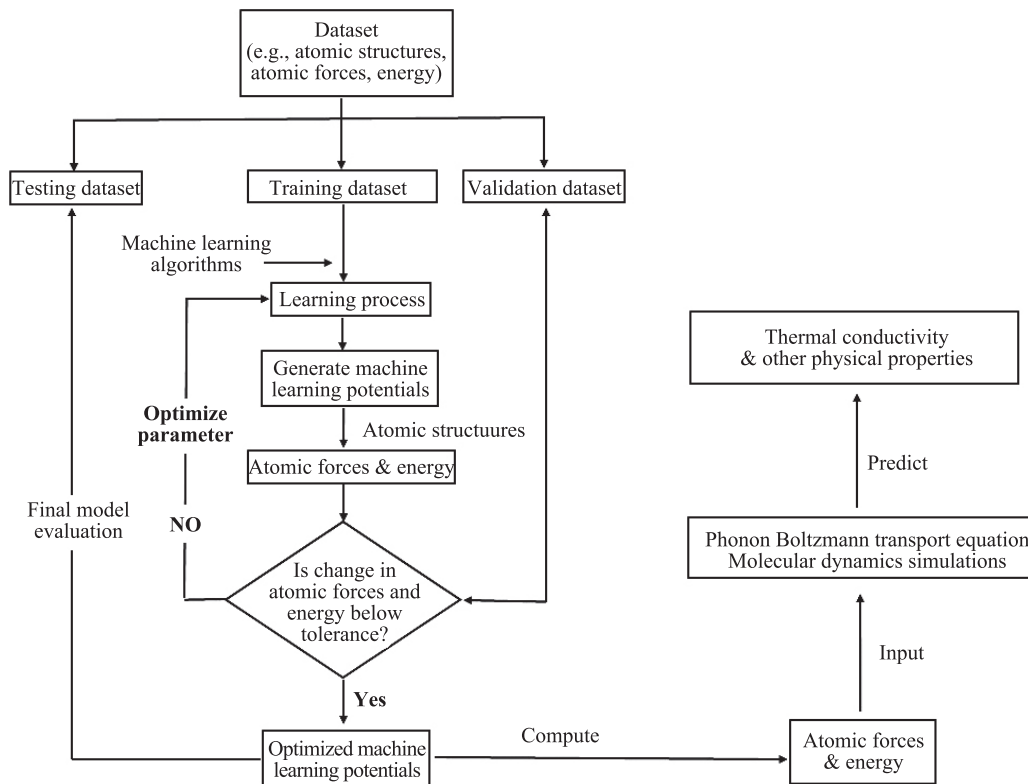 Dataset
(e.g., atomic structures,
atomic forces, energy)
Testing dataset
Training dataset
Validation dataset
Machine learning
algorithms
Learning process
Generate machine
learning potentials
Optimize
parameter
Atomic structuures
Atomic forces & energy
Final model
evaluation
NO
Is change in
atomic forces and
energy below
tolerance?
Yes
Optimized machine
learning potentials
Compute
Atomic forces
& energy
Input
Phonon Boltzmann transport equation
Molecular dynamics simulations
Predict
Thermal conductivity
& other physical properties